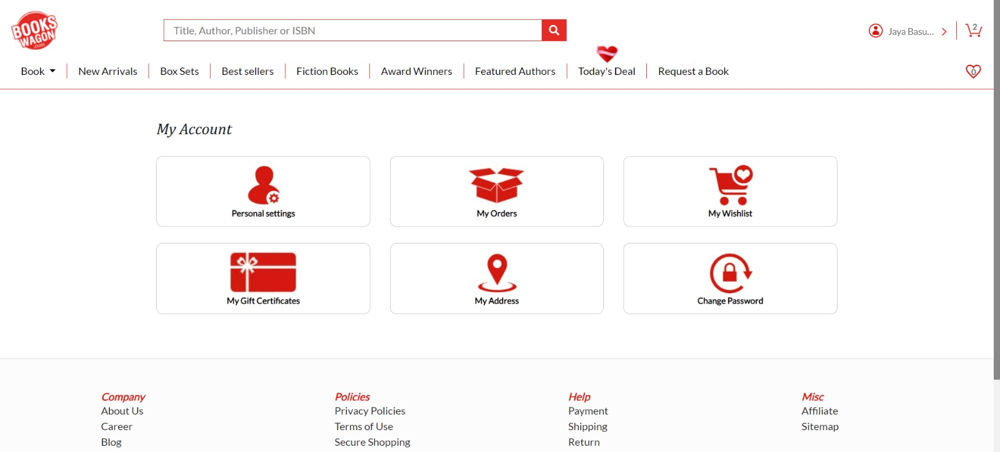 BOOKS
WAGON
.com
Title, Author, Publisher or ISBN
Jaya Basu...
2
Book
New Arrivals
Box Sets
Best sellers
Fiction Books
Award Winners
Featured Authors
Today's Deal
Request a Book
0
My Account
Personal settings
My Orders
My Wishlist
My Gift Certificates
My Address
Change Password
Company
About Us
Career
Blog
Policies
Privacy Policies
Terms of Use
Secure Shopping
Help
Payment
Shipping
Return
Misc
Affiliate
Sitemap